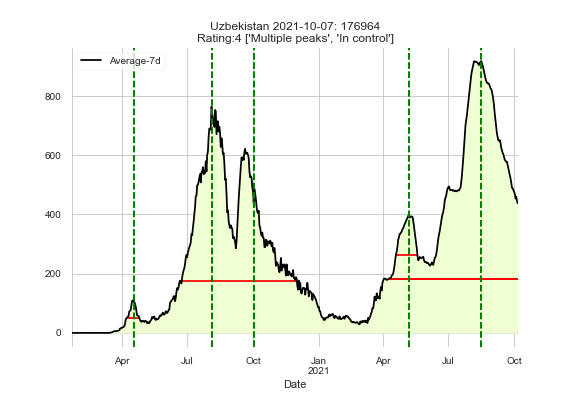 Uzbekistan 2021-10-07: 176964
Rating:4 ['Multiple peaks', 'In control']
Average-7d
800
600
400
200
0
Apr Jul Oct Jan Apr Jul Oct
2021
Date